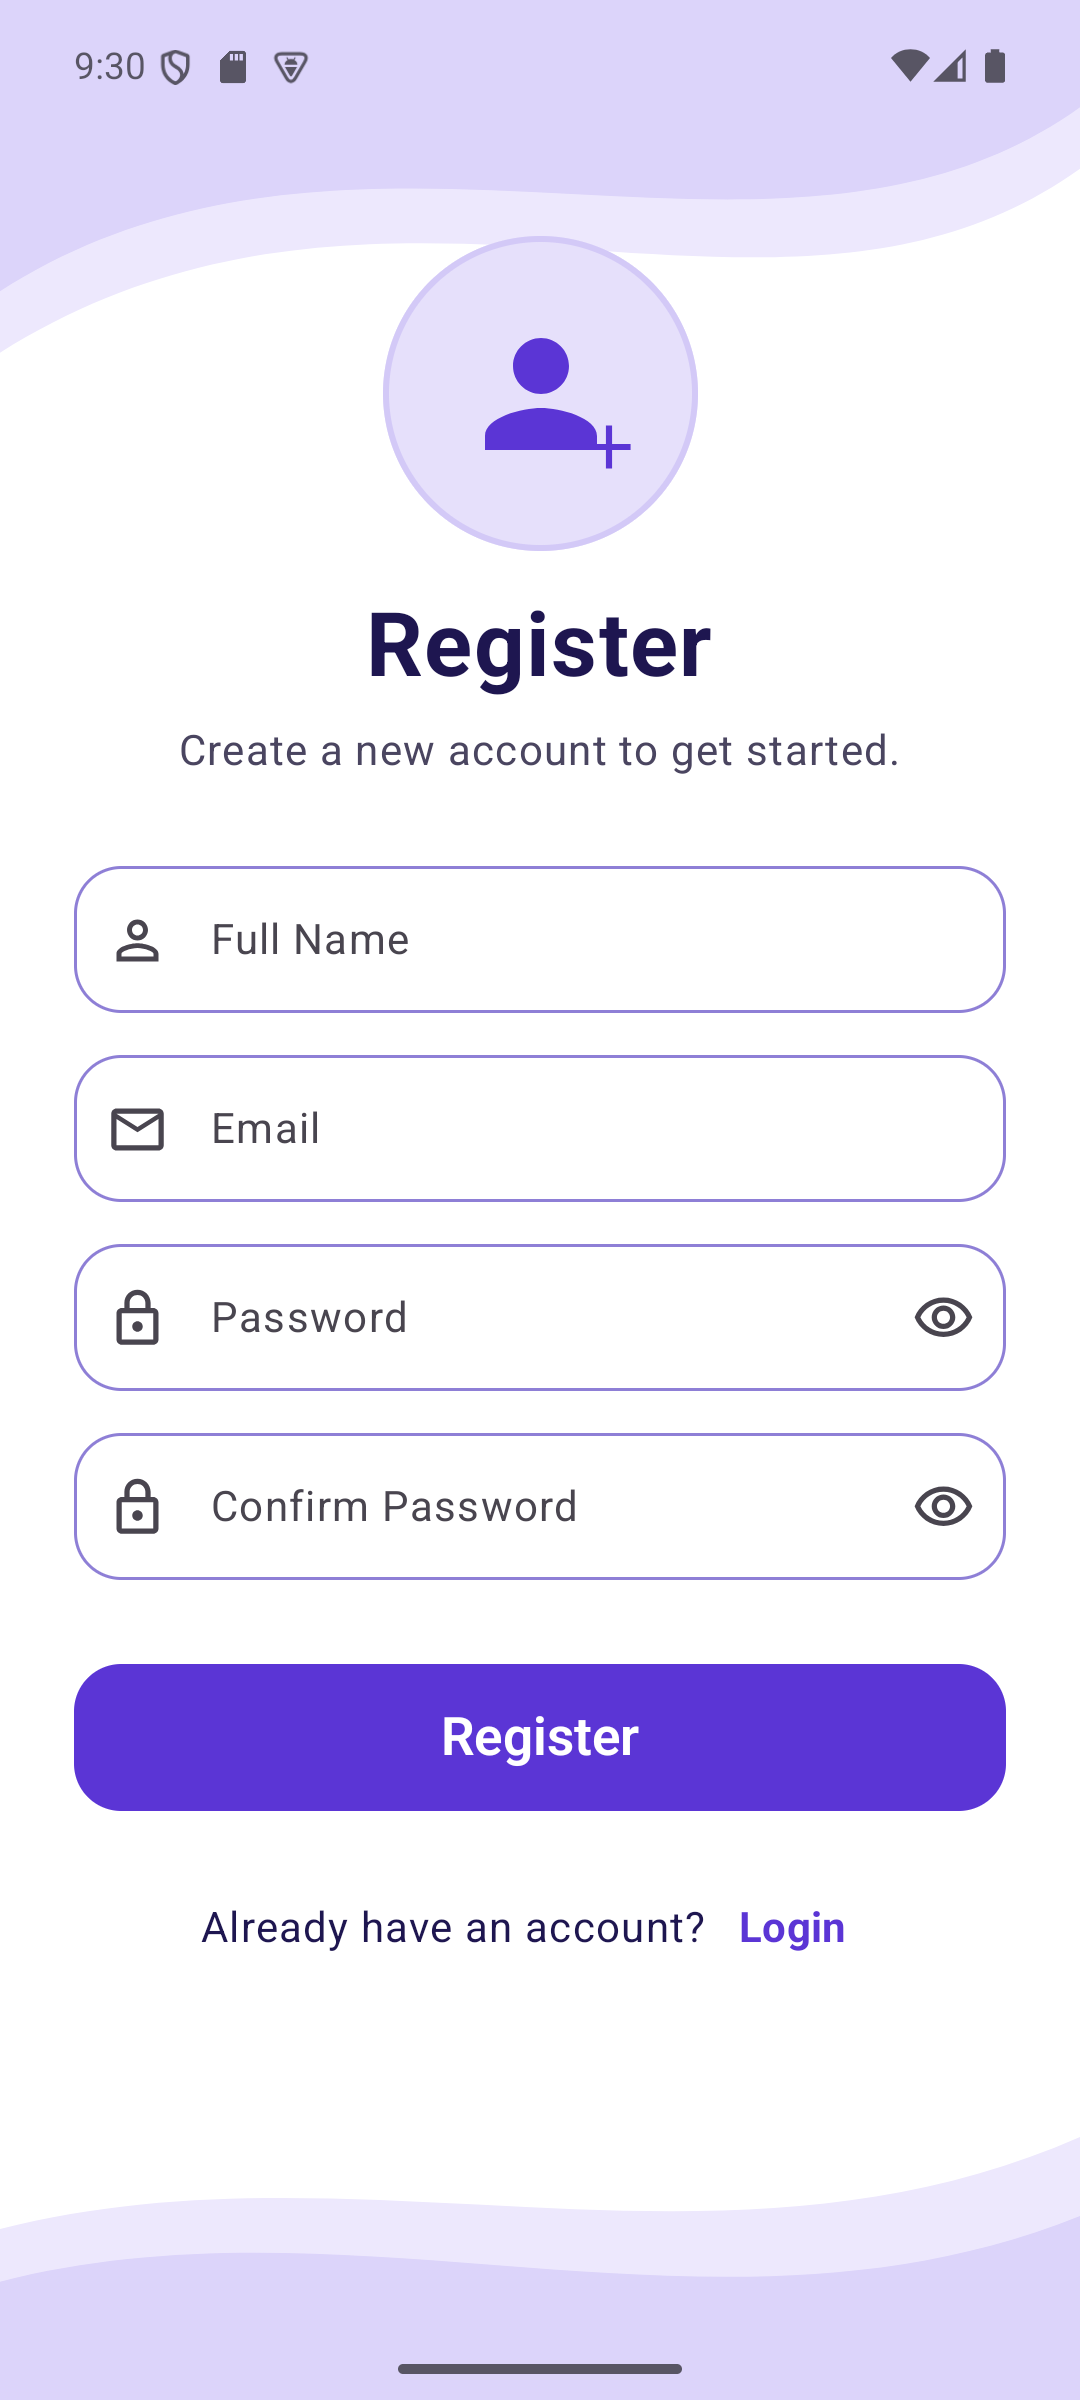 9:30
Register
Create a new account to get started.
Full Name
Email
Password
Confirm Password
Register
Already have an account? Login